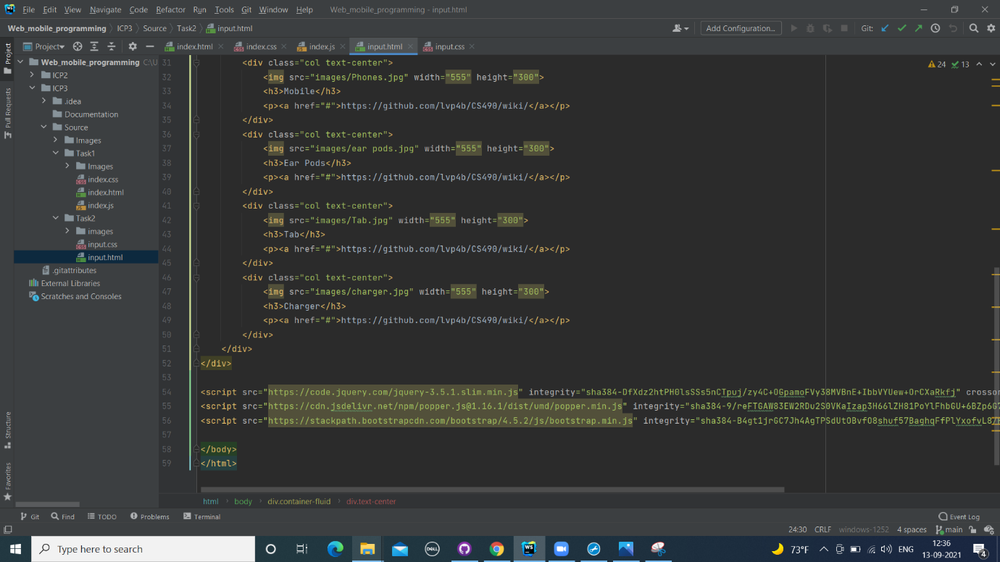 File Edit View Navigate Code Refactor Run Tools Git Window Help Web_mobile_programming - input.html
Web_mobile_programming ICP3 Source Task2 input.html Add Configuration... Git:
Project index.html index.css index.js input.html input.css
Project
Pull Requests
Structure
Favorites
Web_mobile_programming C:\U
ICP2
ICP3
.idea
Documentation
Source
Images
Task1
Images
index.css
index.html
index.js
Task2
images
input.css
input.html
.gitattributes
External Libraries
Scratches and Consoles
24 13
31 <div class="col text-center">
32 <img src="images/Phones.jpg" width="555" height="300">
33 <h3>Mobile</h3>
34 <p><a href="#">https://github.com/lvp4b/CS490/wiki/</a></p>
35 </div>
36 <div class="col text-center">
37 <img src="images/ear pods.jpg" width="555" height="300">
38 <h3>Ear Pods</h3>
39 <p><a href="#">https://github.com/lvp4b/CS490/wiki/</a></p>
40 </div>
41 <div class="col text-center">
42 <img src="images/Tab.jpg" width="555" height="300">
43 <h3>Tab</h3>
44 <p><a href="#">https://github.com/lvp4b/CS490/wiki/</a></p>
45 </div>
46 <div class="col text-center">
47 <img src="images/charger.jpg" width="555" height="300">
48 <h3>Charger</h3>
49 <p><a href="#">https://github.com/lvp4b/CS490/wiki/</a></p>
50 </div>
51 </div>
52 </div>
53
54 <script src="https://code.jquery.com/jquery-3.5.1.slim.min.js" integrity="sha384-DfXdz2htPH0lsSSs5nCTpuj/zy4C+OGpamoFVy38MVBnE+IbbVYUew+OrCXaRkfj" crossor
55 <script src="https://cdn.jsdelivr.net/npm/popper.js@1.16.1/dist/umd/popper.min.js" integrity="sha384-9/reFTGAW83EW2RDu2S0VKaIzap3H66lZH81PoYlFhbGU+6BZp6G7
56 <script src="https://stackpath.bootstrapcdn.com/bootstrap/4.5.2/js/bootstrap.min.js" integrity="sha384-B4gt1jrGC7Jh4AgTPSdUtOBvfO8shuf57BaghqFfPlYxofvL8/
57
58 </body>
59 </html>
html body div.container-fluid div.text-center
Git Find TODO Problems Terminal Event Log
24:30 CRLF windows-1252 4 spaces main
Type here to search DELL WS 73°F ENG 12:36
13-09-2021 4